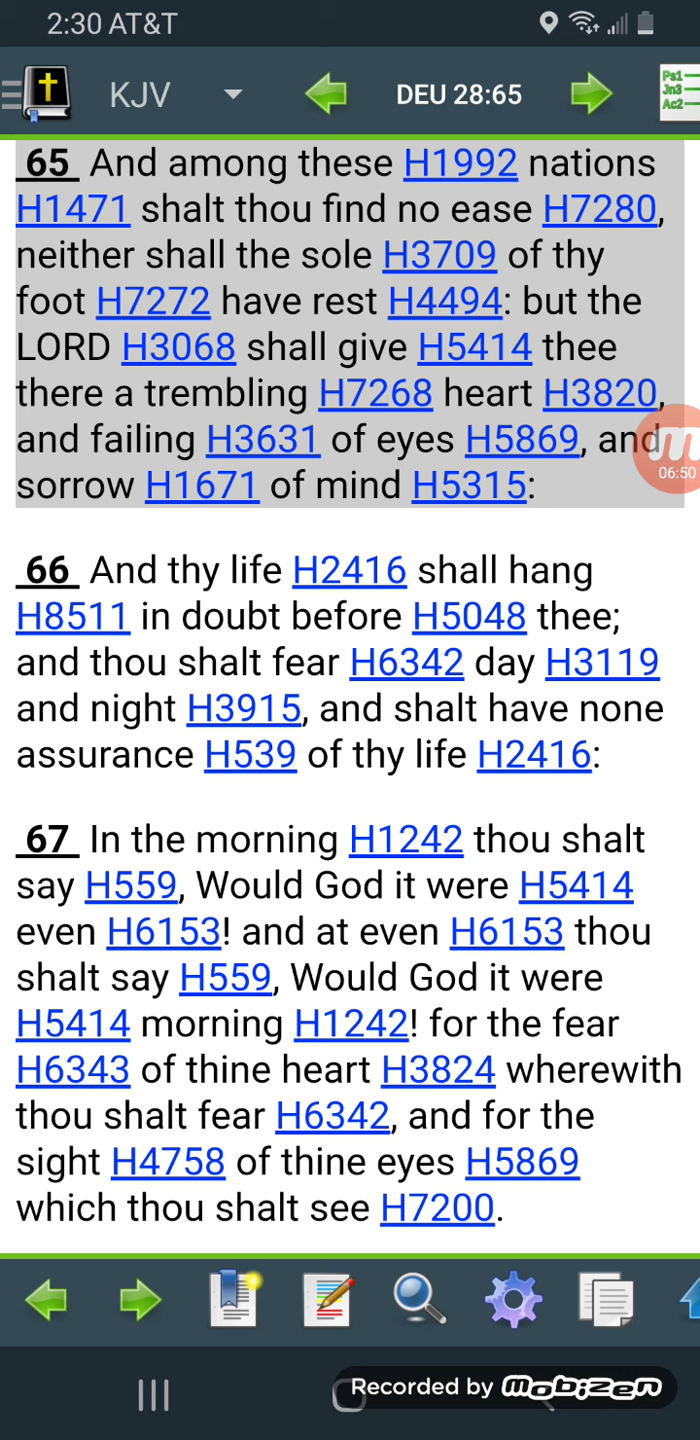 2:30 AT&T
KJV DEU 28:65
Ps1
Jn3
Ac2
65 And among these H1992 nations
H1471 shalt thou find no ease H7280,
neither shall the sole H3709 of thy
foot H7272 have rest H4494: but the
LORD H3068 shall give H5414 thee
there a trembling H7268 heart H3820,
and failing H3631 of eyes H5869, and
06:50
sorrow H1671 of mind H5315:
66 And thy life H2416 shall hang
H8511 in doubt before H5048 thee;
and thou shalt fear H6342 day H3119
and night H3915, and shalt have none
assurance H539 of thy life H2416:
67 In the morning H1242 thou shalt
say H559, Would God it were H5414
even H6153! and at even H6153 thou
shalt say H559, Would God it were
H5414 morning H1242! for the fear
H6343 of thine heart H3824 wherewith
thou shalt fear H6342, and for the
sight H4758 of thine eyes H5869
which thou shalt see H7200.
Recorded by mobizen